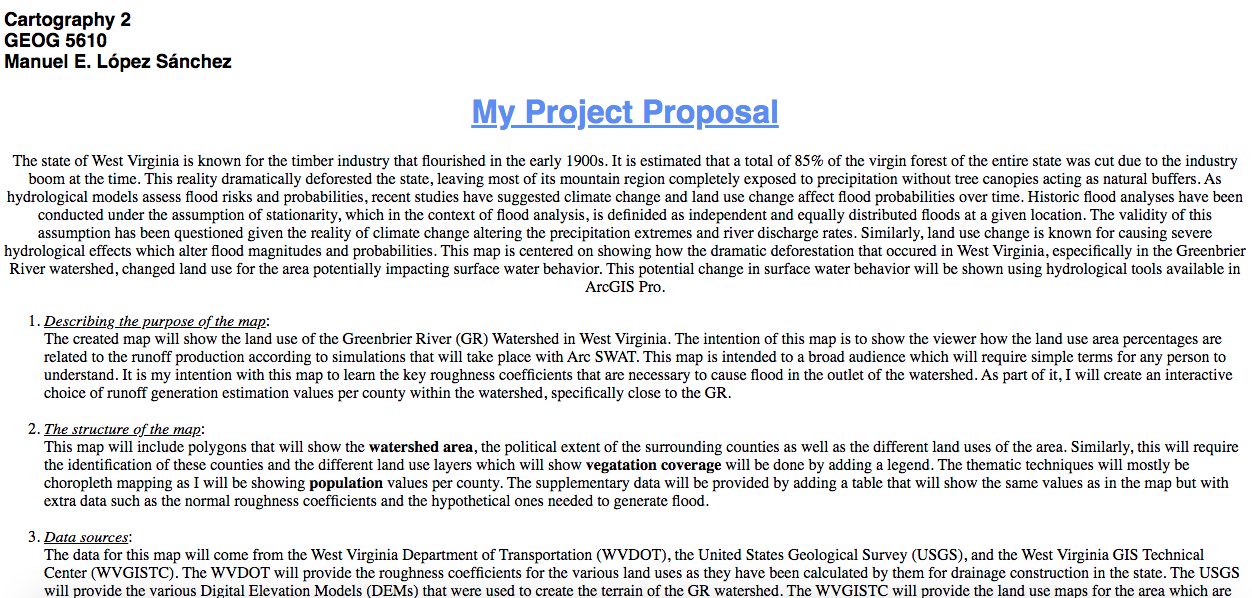 Cartography 2
GEOG 5610
Manuel E. López Sánchez
My Project Proposal
The state of West Virginia is known for the timber industry that flourished in the early 1900s. It is estimated that a total of 85% of the virgin forest of the entire state was cut due to the industry
boom at the time. This reality dramatically deforested the state, leaving most of its mountain region completely exposed to precipitation without tree canopies acting as natural buffers. As
hydrological models assess flood risks and probabilities, recent studies have suggested climate change and land use change affect flood probabilities over time. Historic flood analyses have been
conducted under the assumption of stationarity, which in the context of flood analysis, is definided as independent and equally distributed floods at a given location. The validity of this
assumption has been questioned given the reality of climate change altering the precipitation extremes and river discharge rates. Similarly, land use change is known for causing severe
hydrological effects which alter flood magnitudes and probabilities. This map is centered on showing how the dramatic deforestation that occured in West Virginia, especifically in the Greenbrier
River watershed, changed land use for the area potentially impacting surface water behavior. This potential change in surface water behavior will be shown using hydrological tools available in
ArcGIS Pro.
1. Describing the purpose of the map:
The created map will show the land use of the Greenbrier River (GR) Watershed in West Virginia. The intention of this map is to show the viewer how the land use area percentages are
related to the runoff production according to simulations that will take place with Arc SWAT. This map is intended to a broad audience which will require simple terms for any person to
understand. It is my intention with this map to learn the key roughness coefficients that are necessary to cause flood in the outlet of the watershed. As part of it, I will create an interactive
choice of runoff generation estimation values per county within the watershed, specifically close to the GR.
2. The structure of the map:
This map will include polygons that will show the watershed area, the political extent of the surrounding counties as well as the different land uses of the area. Similarly, this will require
the identification of these counties and the different land use layers which will show vegatation coverage will be done by adding a legend. The thematic techniques will mostly be
choropleth mapping as I will be showing population values per county. The supplementary data will be provided by adding a table that will show the same values as in the map but with
extra data such as the normal roughness coefficients and the hypothetical ones needed to generate flood.
3. Data sources:
The data for this map will come from the West Virginia Department of Transportation (WVDOT), the United States Geological Survey (USGS), and the West Virginia GIS Technical
Center (WVGISTC). The WVDOT will provide the roughness coefficients for the various land uses as they have been calculated by them for drainage construction in the state. The USGS
will provide the various Digital Elevation Models (DEMs) that were used to create the terrain of the GR watershed. The WVGISTC will provide the land use maps for the area which are